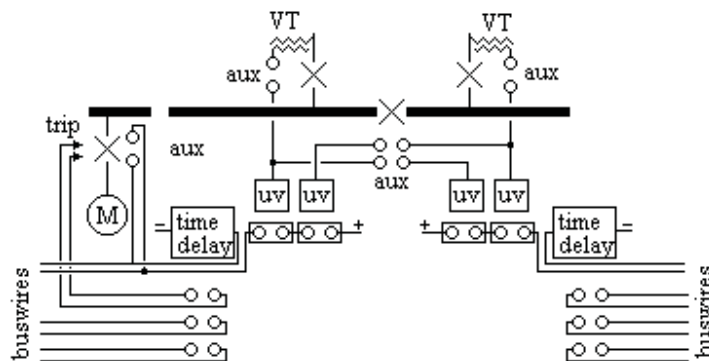 VT
VT
aux
aux
trip
aux
aux
uv
uv
uv
uv
M
time
delay
−
+
+
time
delay
−
buswires
buswires